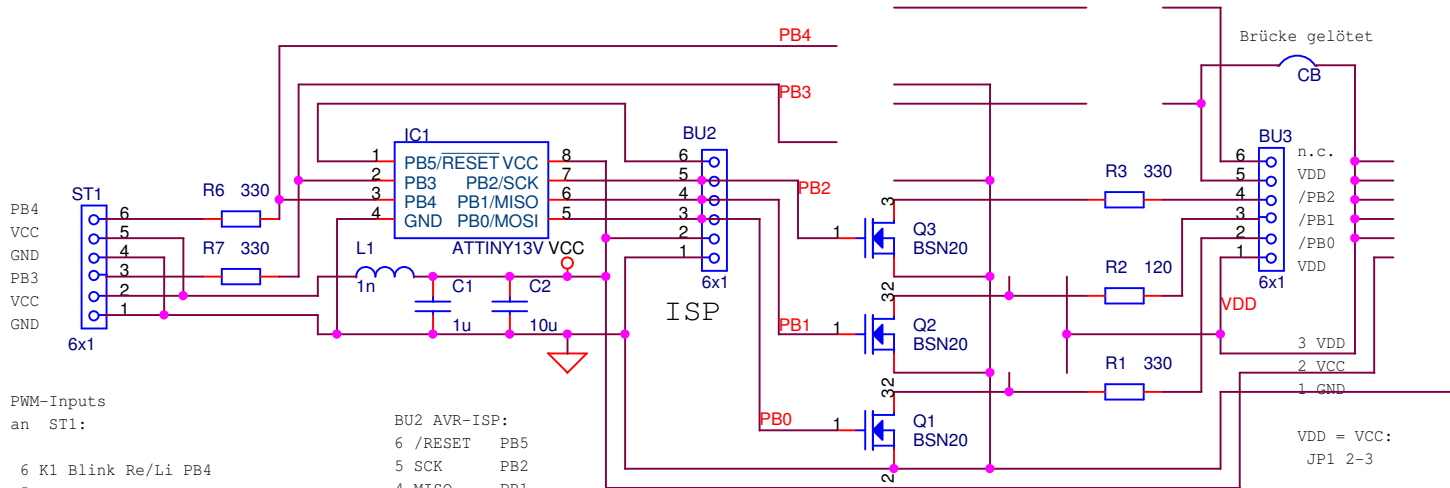 PB4
Brücke gelötet
CB
PB3
IC1
BU2
BU3
1 PB5/RESET VCC 8
2 PB3 PB2/SCK 7
3 PB4 PB1/MISO 6
4 GND PB0/MOSI 5
ATTINY13V
VCC
6
5
4
3
2
1
6x1
ISP
ST1
PB4 6
VCC 5
GND 4
PB3 3
VCC 2
GND 1
6x1
R6 330
R7 330
L1
1n
C1
1u
C2
10u
PB2
PB1
PB0
3
1
Q3
BSN20
32
1
Q2
BSN20
32
1
Q1
BSN20
2
R3 330
R2 120
R1 330
VDD
6 n.c.
5 VDD
4 /PB2
3 /PB1
2 /PB0
1 VDD
6x1
3 VDD
2 VCC
1 GND
VDD = VCC:
JP1 2-3
PWM-Inputs
an ST1:
6 K1 Blink Re/Li PB4
BU2 AVR-ISP:
6 /RESET PB5
5 SCK PB2
4 MISO PB1